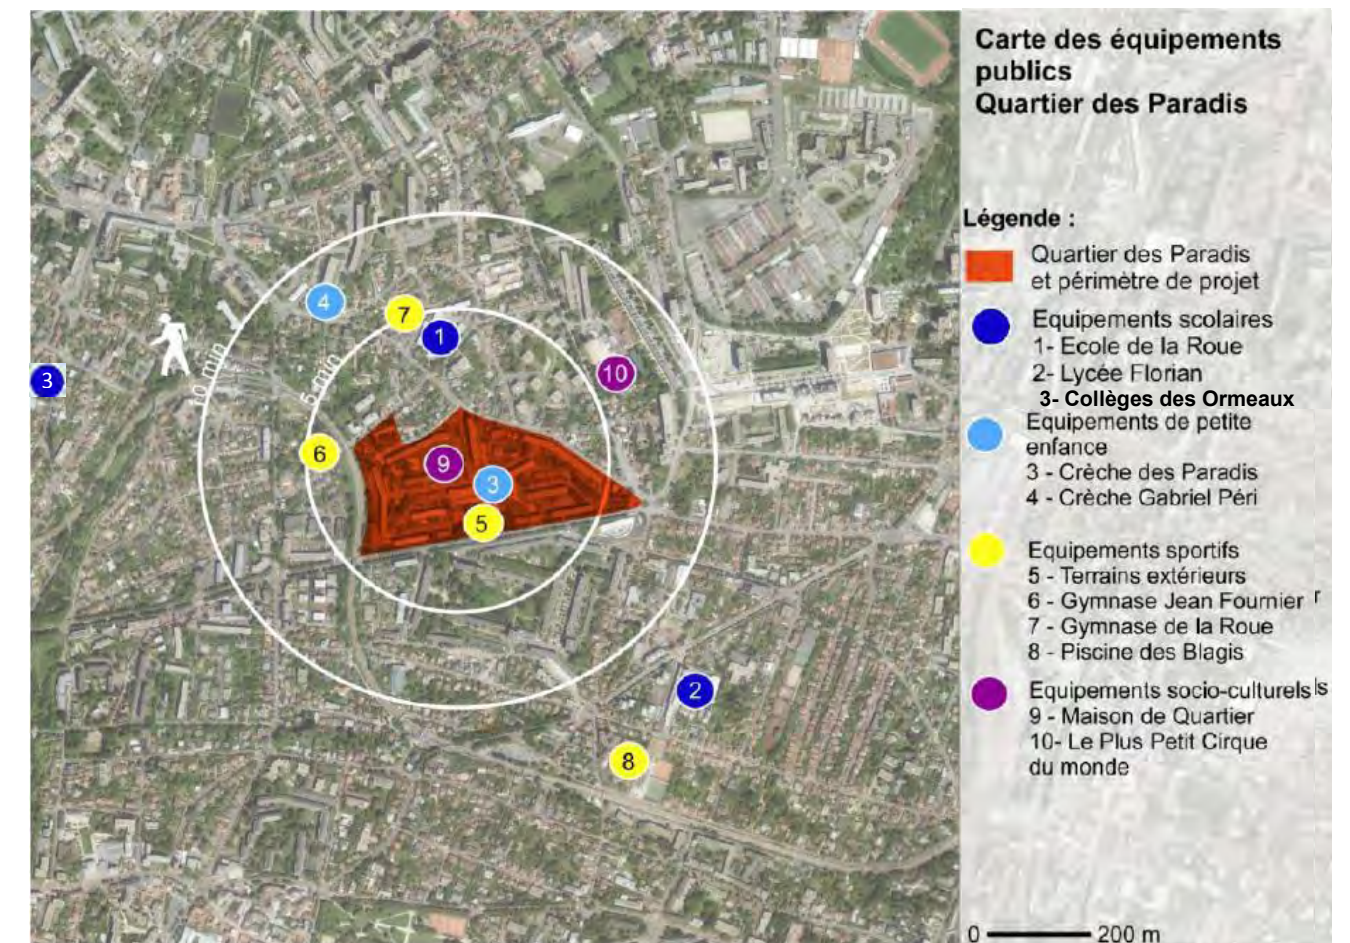 Carte des équipements
publics
Quartier des Paradis
Légende :
Quartier des Paradis
et périmètre de projet
Equipements scolaires
1- Ecole de la Roue
2- Lycée Florian
3- Collèges des Ormeaux
Equipements de petite
enfance
3 - Crèche des Paradis
4 - Crèche Gabriel Péri
Equipements sportifs
5 - Terrains extérieurs
6 - Gymnase Jean Fournier r
7 - Gymnase de la Roue
8 - Piscine des Blagis
Equipements socio-culturels ls
9 - Maison de Quartier
10- Le Plus Petit Cirque
du monde
0 200 m
4
7
1
10 min
5 min
3
10
6
9
3
5
2
8